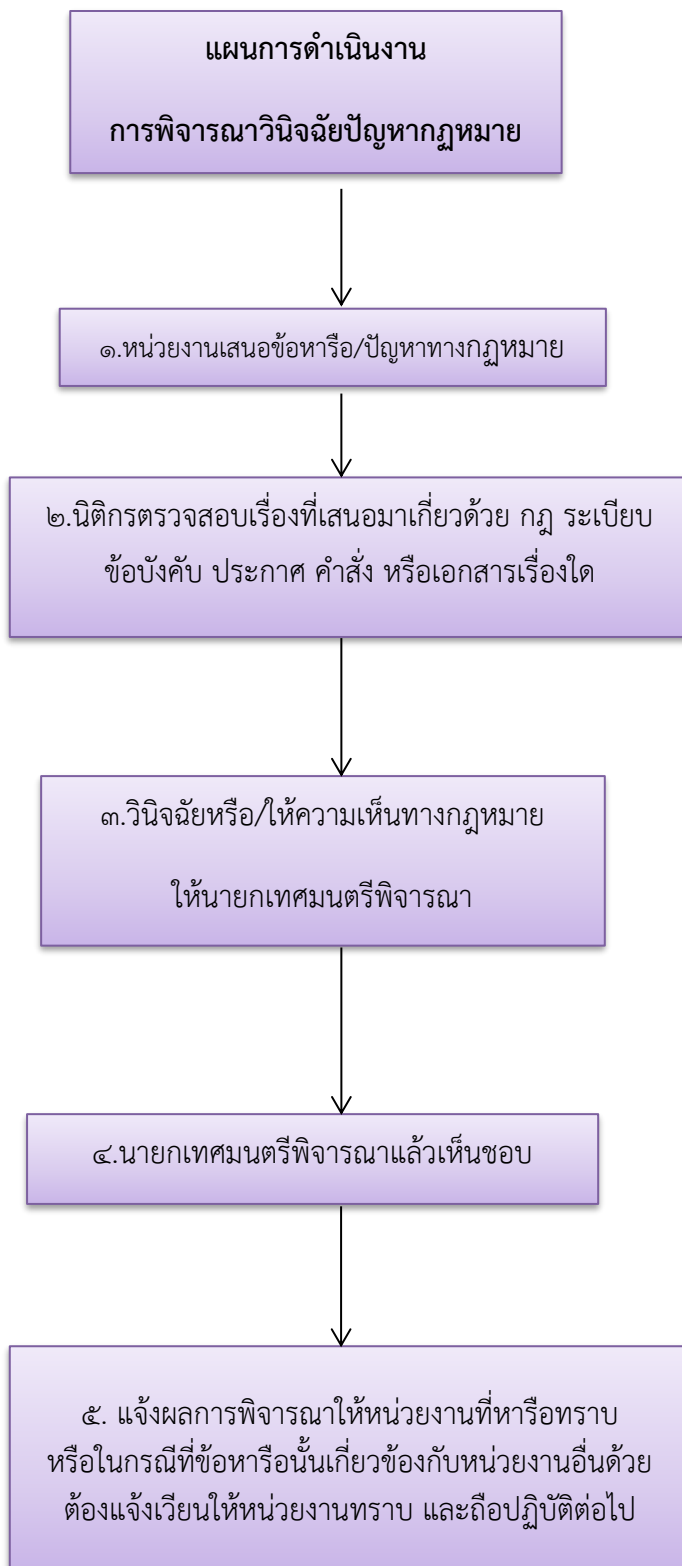 แผนการดำเนินงาน
การพิจารณาวินิจฉัยปัญหากฎหมาย
๑.หน่วยงานเสนอข้อหารือ/ปัญหาทางกฎหมาย
๒.นิติกรตรวจสอบเรื่องที่เสนอมาเกี่ยวด้วย กฎ ระเบียบ
ข้อบังคับ ประกาศ คำสั่ง หรือเอกสารเรื่องใด
๓.วินิจฉัยหรือ/ให้ความเห็นทางกฎหมาย
ให้นายกเทศมนตรีพิจารณา
๔.นายกเทศมนตรีพิจารณาแล้วเห็นชอบ
๕. แจ้งผลการพิจารณาให้หน่วยงานที่หารือทราบ
หรือในกรณีที่ข้อหารือนั้นเกี่ยวข้องกับหน่วยงานอื่นด้วย
ต้องแจ้งเวียนให้หน่วยงานทราบ และถือปฏิบัติต่อไป